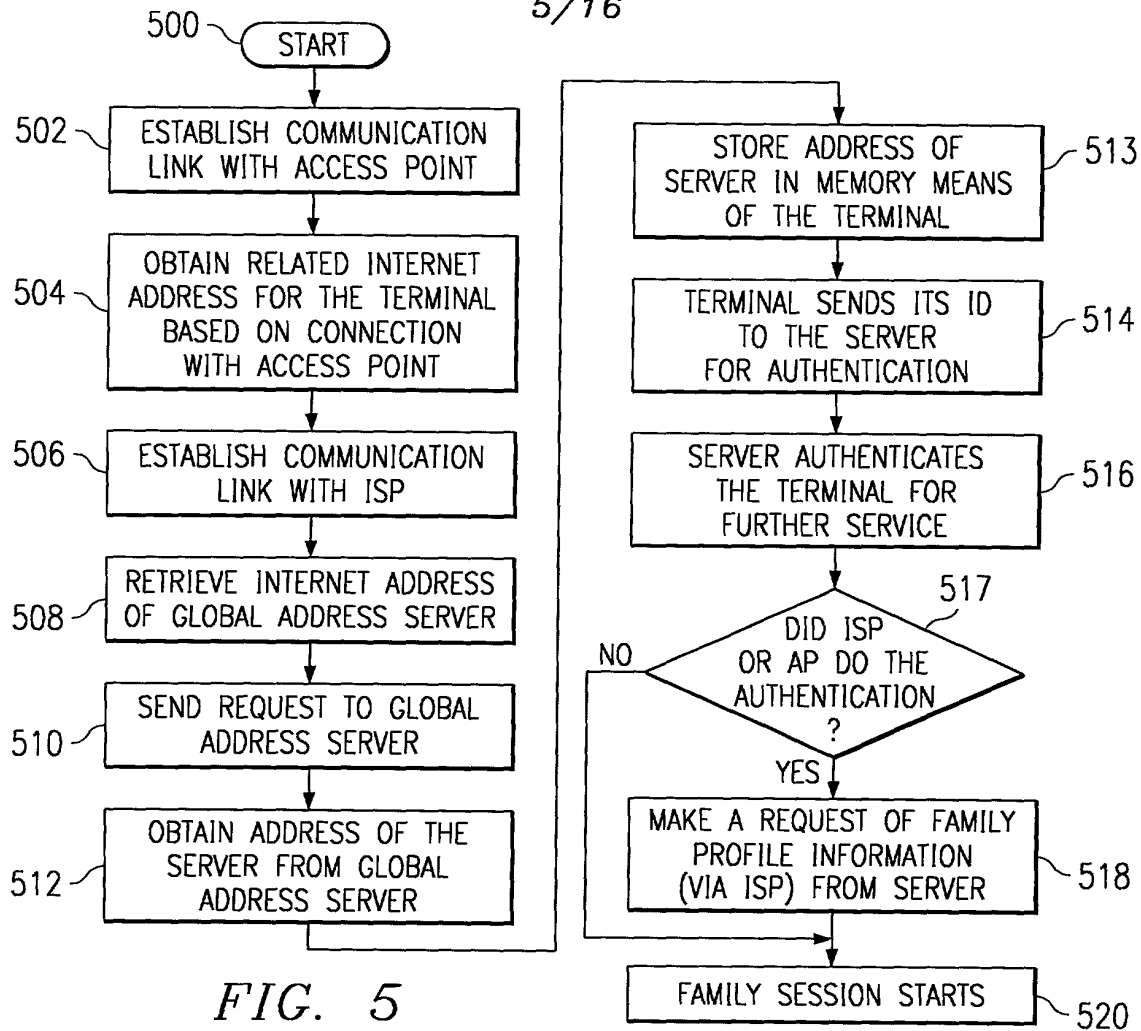 5/16
500
START
502
ESTABLISH COMMUNICATION
LINK WITH ACCESS POINT
504
OBTAIN RELATED INTERNET
ADDRESS FOR THE TERMINAL
BASED ON CONNECTION
WITH ACCESS POINT
506
ESTABLISH COMMUNICATION
LINK WITH ISP
508
RETRIEVE INTERNET ADDRESS
OF GLOBAL ADDRESS SERVER
510
SEND REQUEST TO GLOBAL
ADDRESS SERVER
512
OBTAIN ADDRESS OF THE
SERVER FROM GLOBAL
ADDRESS SERVER
STORE ADDRESS OF
SERVER IN MEMORY MEANS
OF THE TERMINAL
513
TERMINAL SENDS ITS ID
TO THE SERVER
FOR AUTHENTICATION
514
SERVER AUTHENTICATES
THE TERMINAL FOR
FURTHER SERVICE
516
517
DID ISP
OR AP DO THE
AUTHENTICATION
?
NO
YES
MAKE A REQUEST OF FAMILY
PROFILE INFORMATION
(VIA ISP) FROM SERVER
518
FAMILY SESSION STARTS
520
FIG. 5